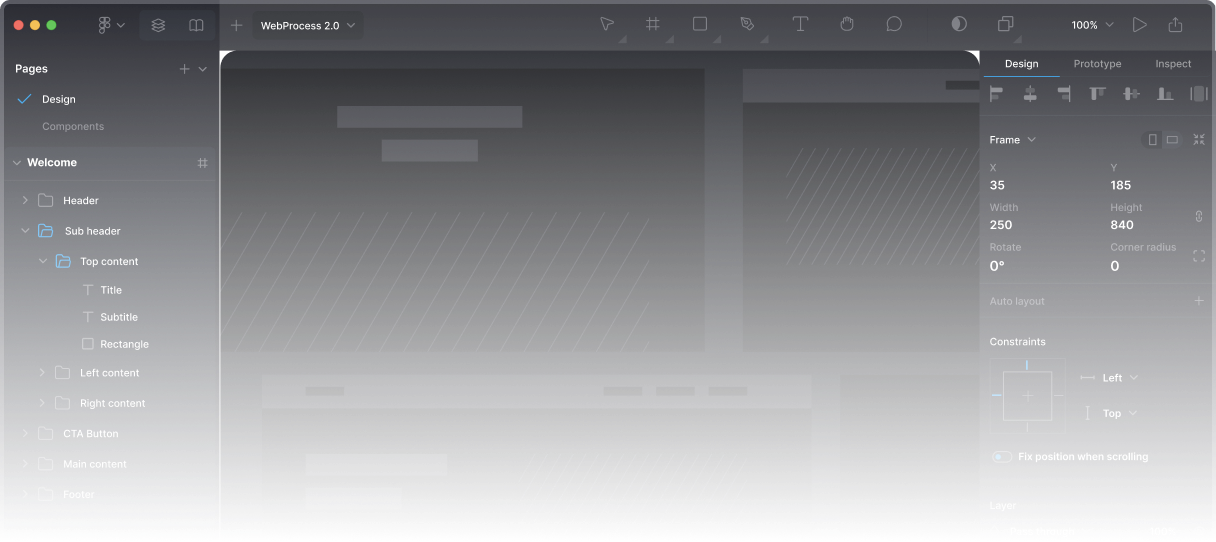 WebProcess 2.0
100%
Pages
Design
Components
Welcome
Header
Sub header
Top content
Title
Subtitle
Rectangle
Left content
Right content
CTA Button
Main content
Footer
Design Prototype Inspect
Frame
X Y
35 185
Width Height
250 840
Rotate Corner radius
0° 0
Auto layout
Constraints
Left
Top
Fix position when scrolling
Layer
100%